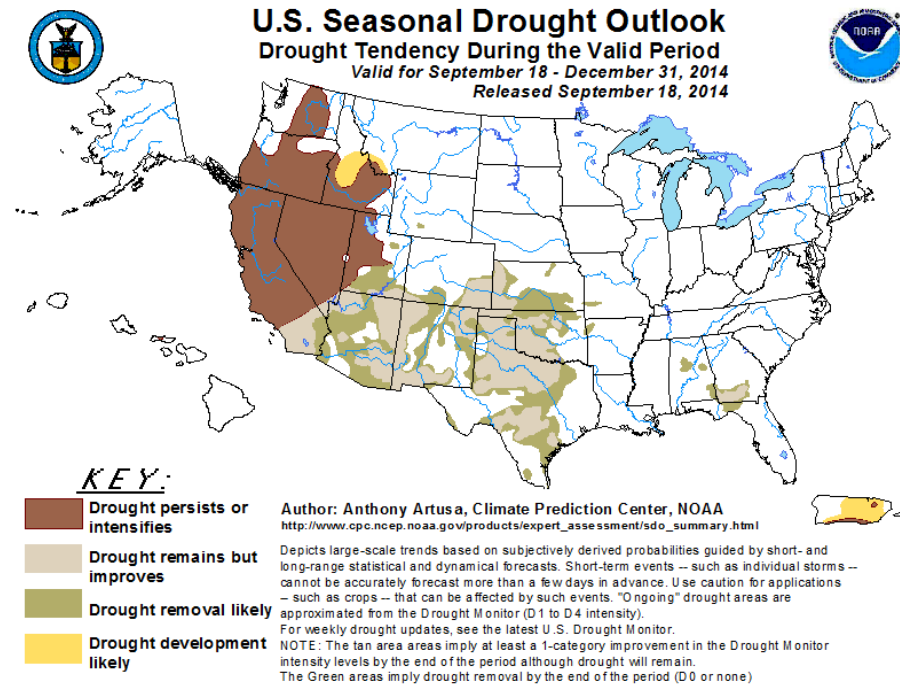 U.S. Seasonal Drought Outlook
Drought Tendency During the Valid Period
Valid for September 18 - December 31, 2014
Released September 18, 2014
noaa
KEY:
Drought persists or
intensifies
Drought remains but
improves
Drought removal likely
Drought development
likely
Author: Anthony Artusa, Climate Prediction Center, NOAA
http://www.cpc.ncep.noaa.gov/products/expert_assessment/sdo_summary.html
Depicts large-scale trends based on subjectively derived probabilities guided by short- and
long-range statistical and dynamical forecasts. Short-term events -- such as individual storms --
cannot be accurately forecast more than a few days in advance. Use caution for applications
-- such as crops -- that can be affected by such events. "Ongoing" drought areas are
approximated from the Drought Monitor (D1 to D4 intensity).
For weekly drought updates, see the latest U.S. Drought Monitor.
NOTE: The tan area areas imply at least a 1-category improvement in the Drought Monitor
intensity levels by the end of the period although drought will remain.
The Green areas imply drought removal by the end of the period (D0 or none)